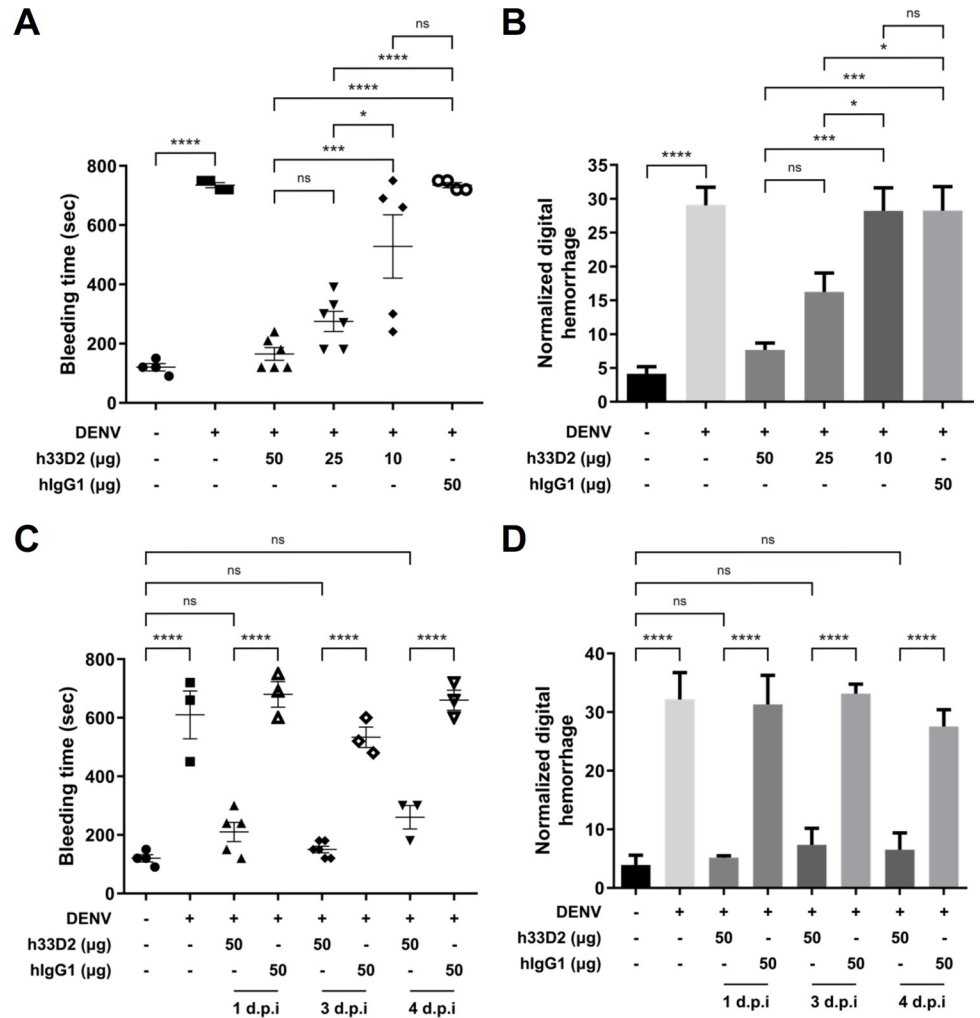 A
ns
****
****
*
***
****
ns
Bleeding time (sec)
800
600
400
200
0
DENV - + + + + +
h33D2 (μg) - - 50 25 10 -
hIgG1 (μg) - - - - - 50
B
ns
*
***
*
***
****
ns
Normalized digital
hemorrhage
35
30
25
20
15
10
5
0
DENV - + + + + +
h33D2 (μg) - - 50 25 10 -
hIgG1 (μg) - - - - - 50
C
ns
ns
ns
**** **** **** ****
Bleeding time (sec)
800
600
400
200
0
DENV - + + + + + + +
h33D2 (μg) - - 50 - 50 - 50 -
hIgG1 (μg) - - - 50 - 50 - 50
1 d.p.i 3 d.p.i 4 d.p.i
D
ns
ns
ns
**** **** **** ****
Normalized digital
hemorrhage
40
30
20
10
0
DENV - + + + + + + +
h33D2 (μg) - - 50 - 50 - 50 -
hIgG1 (μg) - - - 50 - 50 - 50
1 d.p.i 3 d.p.i 4 d.p.i